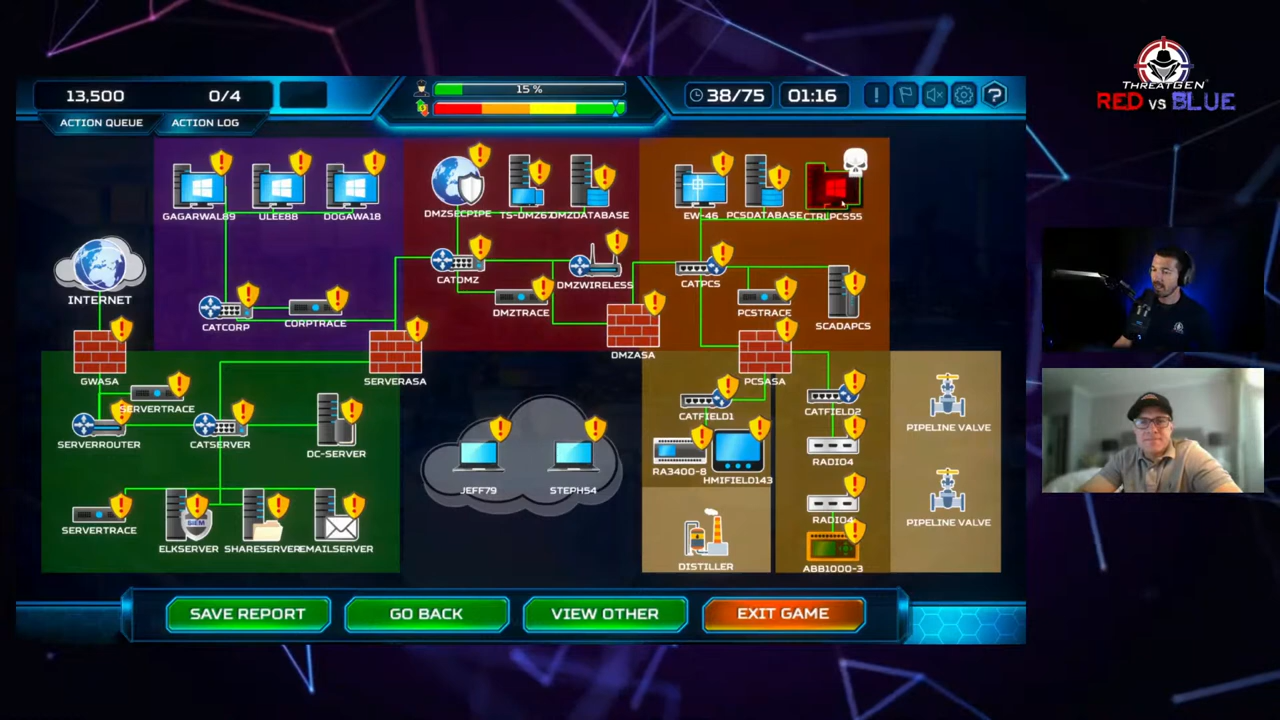 THREATGEN
RED vs BLUE
13,500
0/4
15 %
38/75
01:16
ACTION QUEUE
ACTION LOG
GAGARWAL89
ULEE88
DOGAWA18
DMZSECPIPE
DMZDATABASE
EW-46
PCSDATABASE
CTRLPCS55
INTERNET
CATCORP
CORPTRACE
CATDMZ
DMZTRACE
DMZWIRELESS
CATPCS
PCSTRACE
SCADAPCS
GWASA
SERVERASA
DMZASA
PCSASA
SERVERTRACE
SERVERROUTER
CATSERVER
DC-SERVER
SERVERTRACE
ELKSERVER
SIEM
SHARESERVER
EMAILSERVER
JEFF79
STEPH54
CATFIELD1
CATFIELD2
RA3400-8
HMIFIELD143
RADIO4
RADIO4
DISTILLER
ABB1000-3
PIPELINE VALVE
PIPELINE VALVE
SAVE REPORT
GO BACK
VIEW OTHER
EXIT GAME